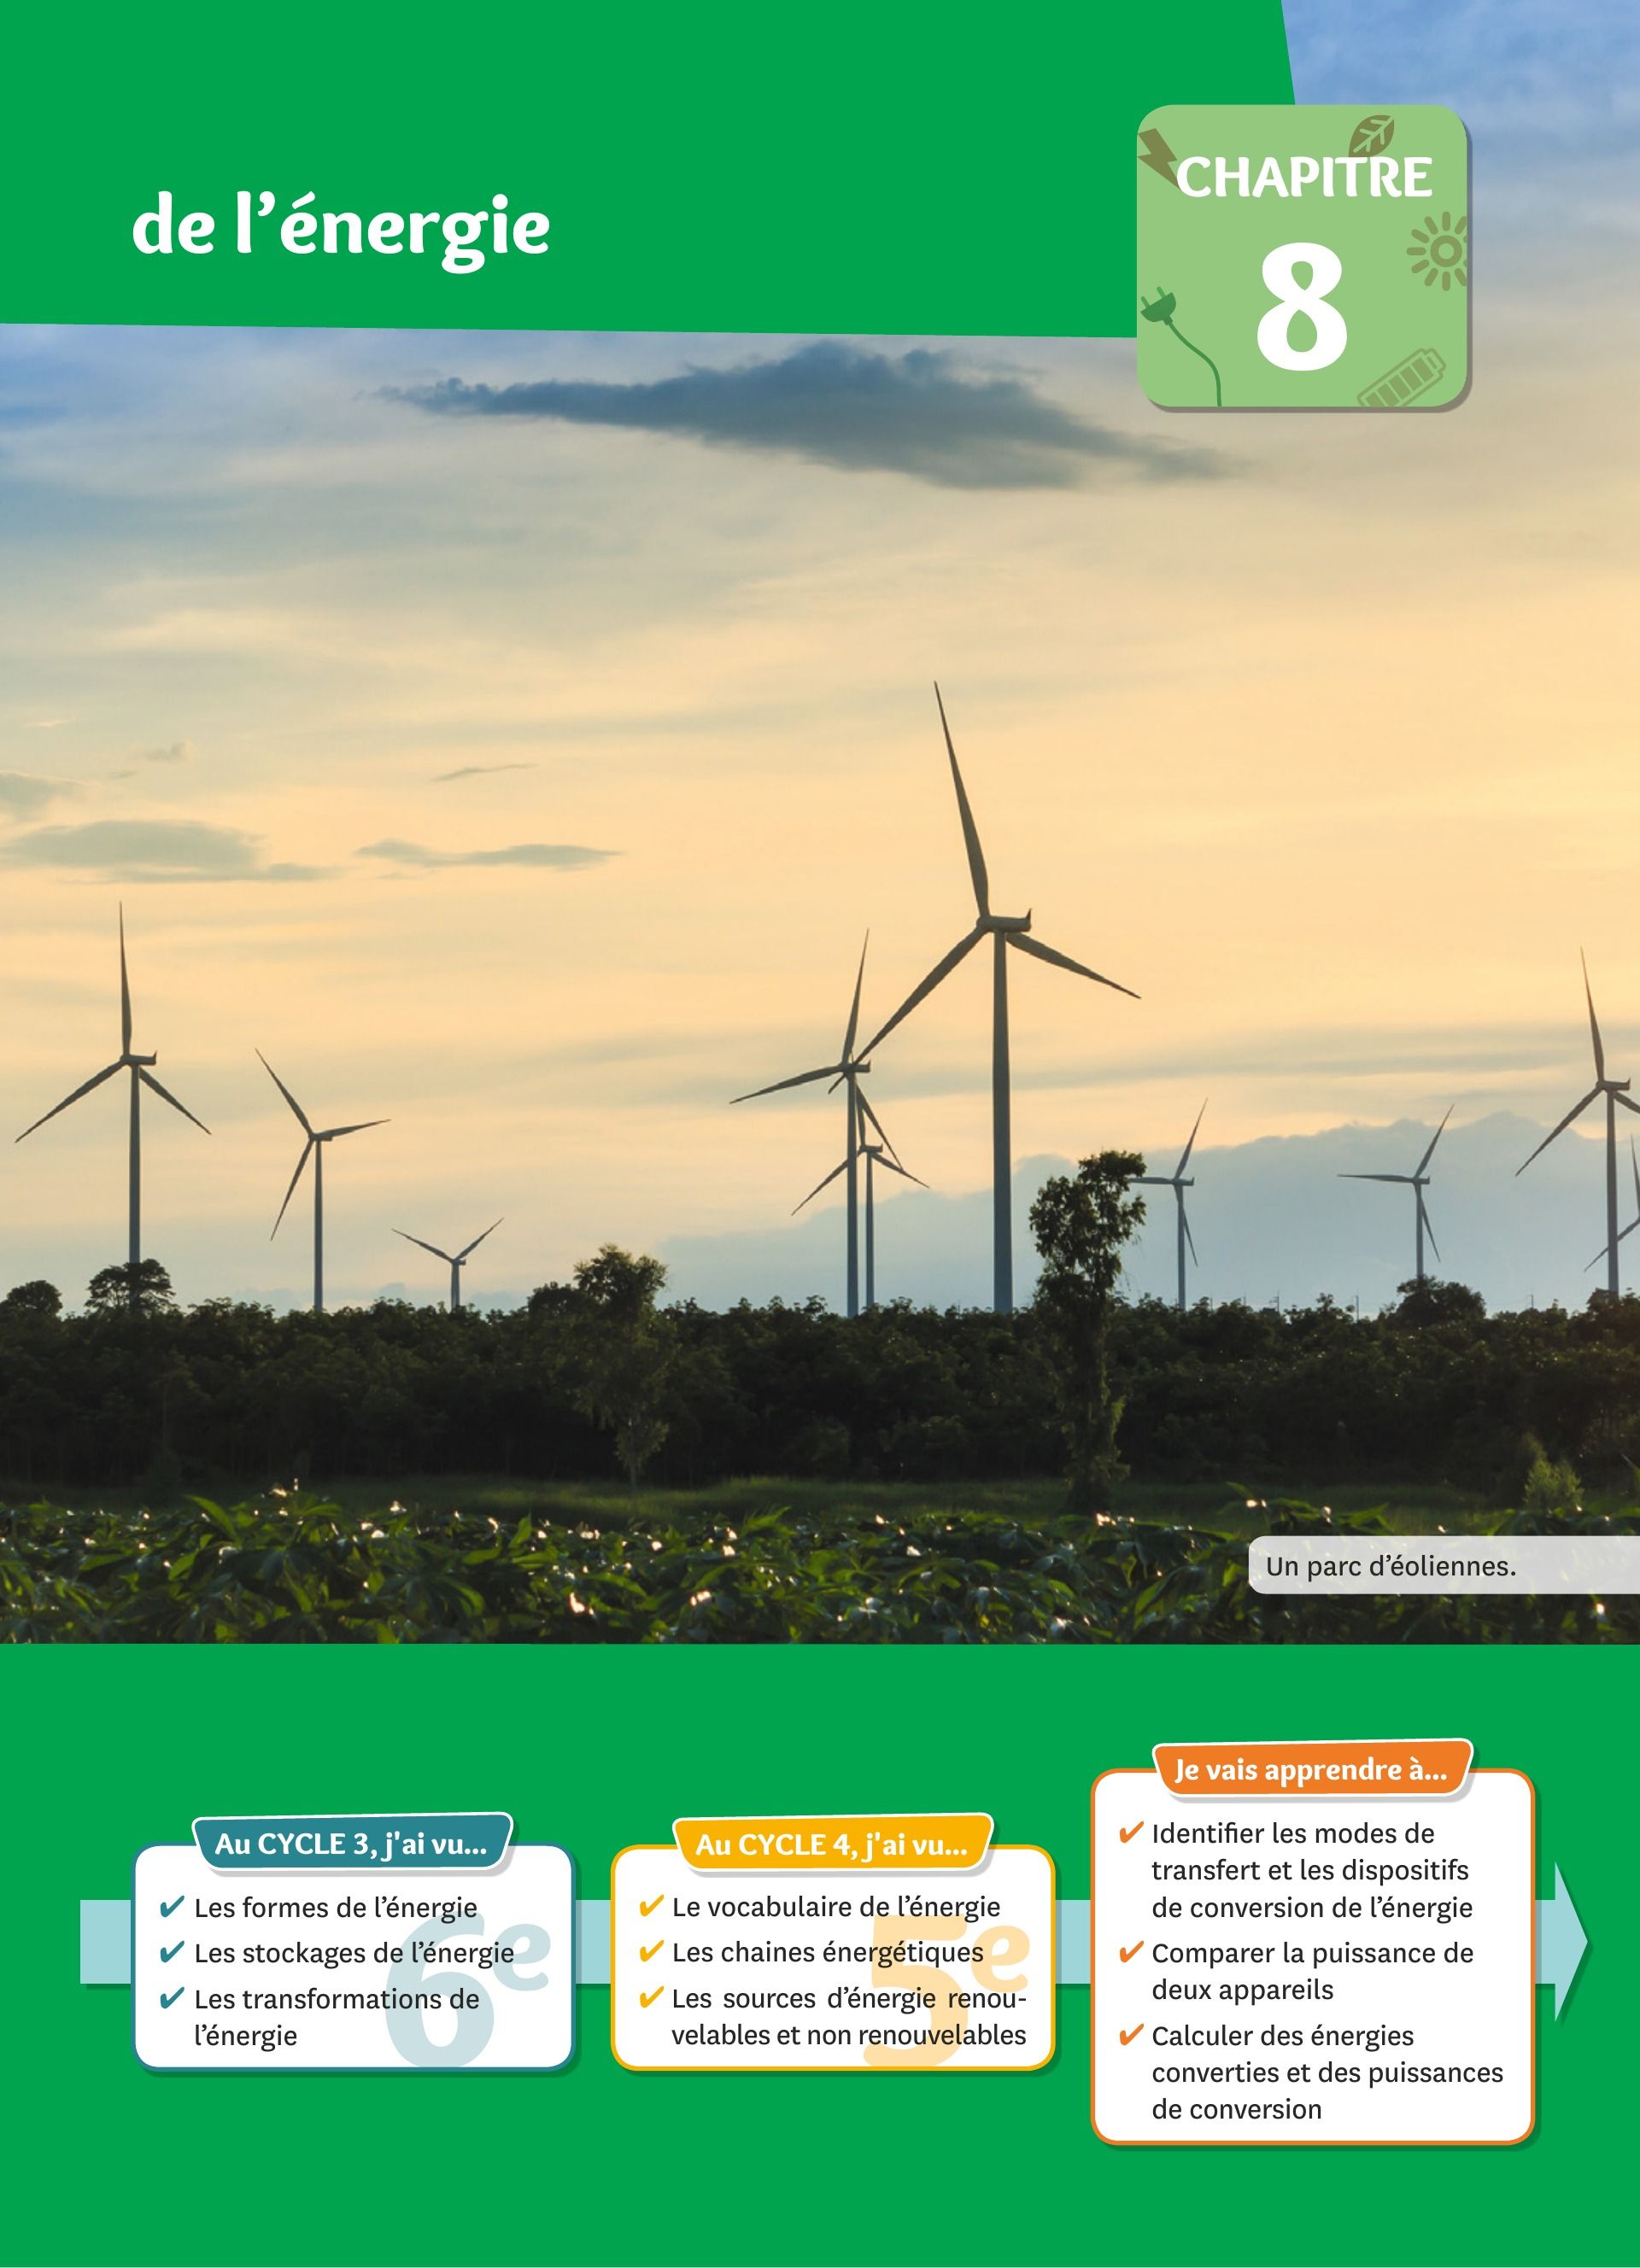 de l’énergie
CHAPITRE
8
Un parc d’éoliennes.
Au CYCLE 3, j'ai vu...
✔ Les formes de l’énergie
✔ Les stockages de l’énergie
✔ Les transformations de
l’énergie
6e
Au CYCLE 4, j'ai vu...
✔ Le vocabulaire de l’énergie
✔ Les chaines énergétiques
✔ Les sources d’énergie renou-
velables et non renouvelables
5e
Je vais apprendre à...
✔ Identifier les modes de
transfert et les dispositifs
de conversion de l’énergie
✔ Comparer la puissance de
deux appareils
✔ Calculer des énergies
converties et des puissances
de conversion